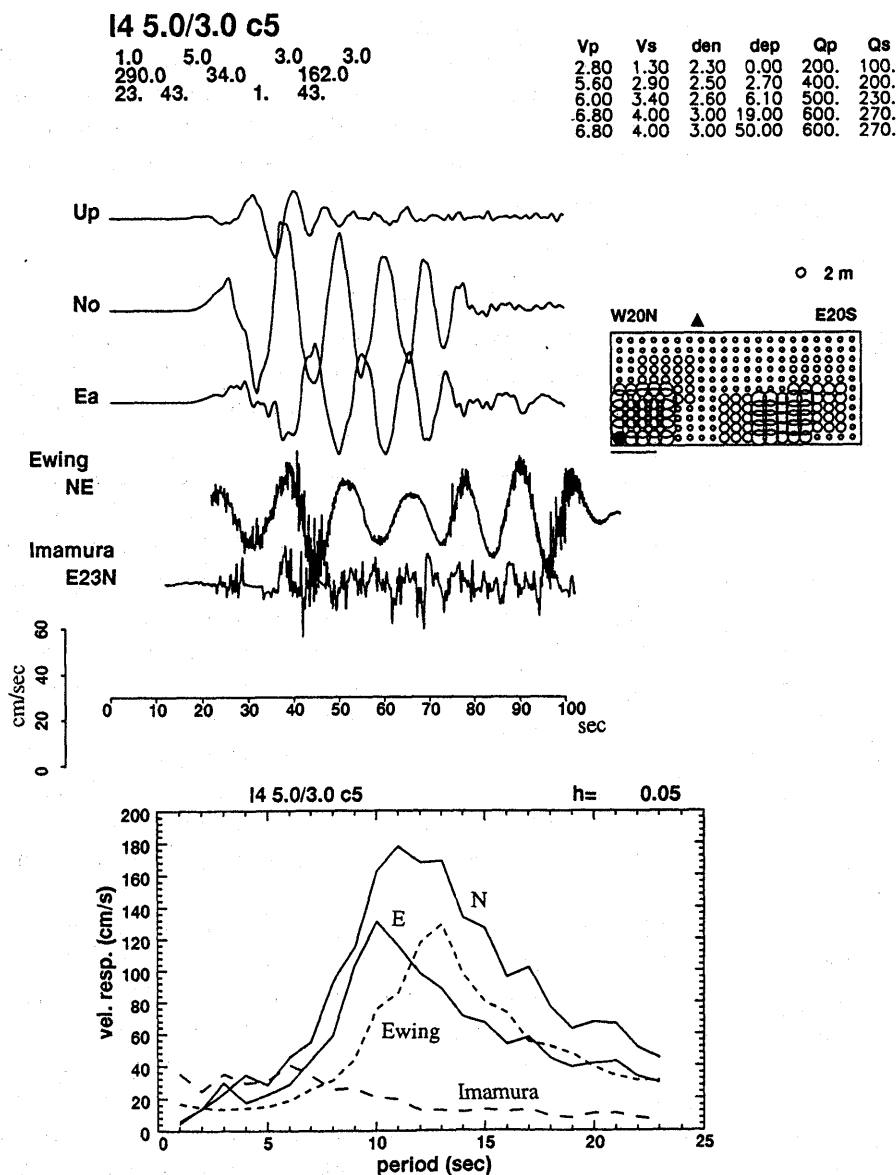 I4 5.0/3.0 c5
1.0 5.0 3.0 3.0
290.0 34.0 162.0
23. 43. 1. 43.
Vp Vs den dep Qp Qs
2.80 1.30 2.30 0.00 200. 100.
5.60 2.90 2.50 2.70 400. 200.
6.00 3.40 2.60 6.10 500. 230.
6.80 4.00 3.00 19.00 600. 270.
6.80 4.00 3.00 50.00 600. 270.
Up
No
Ea
2 m
W20N E20S
Ewing
NE
Imamura
E23N
cm/sec
60
40
20
0
0 10 20 30 40 50 60 70 80 90 100
sec
I4 5.0/3.0 c5 h= 0.05
vel. resp. (cm/s)
200
180
160
140
120
100
80
60
40
20
0
N
E
Ewing
Imamura
0 5 10 15 20 25
period (sec)